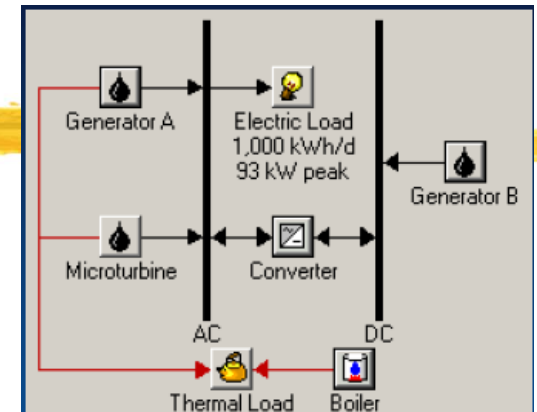 Generator A
Electric Load
1,000 kWh/d
93 kW peak
Generator B
Microturbine
Converter
AC
DC
Thermal Load
Boiler